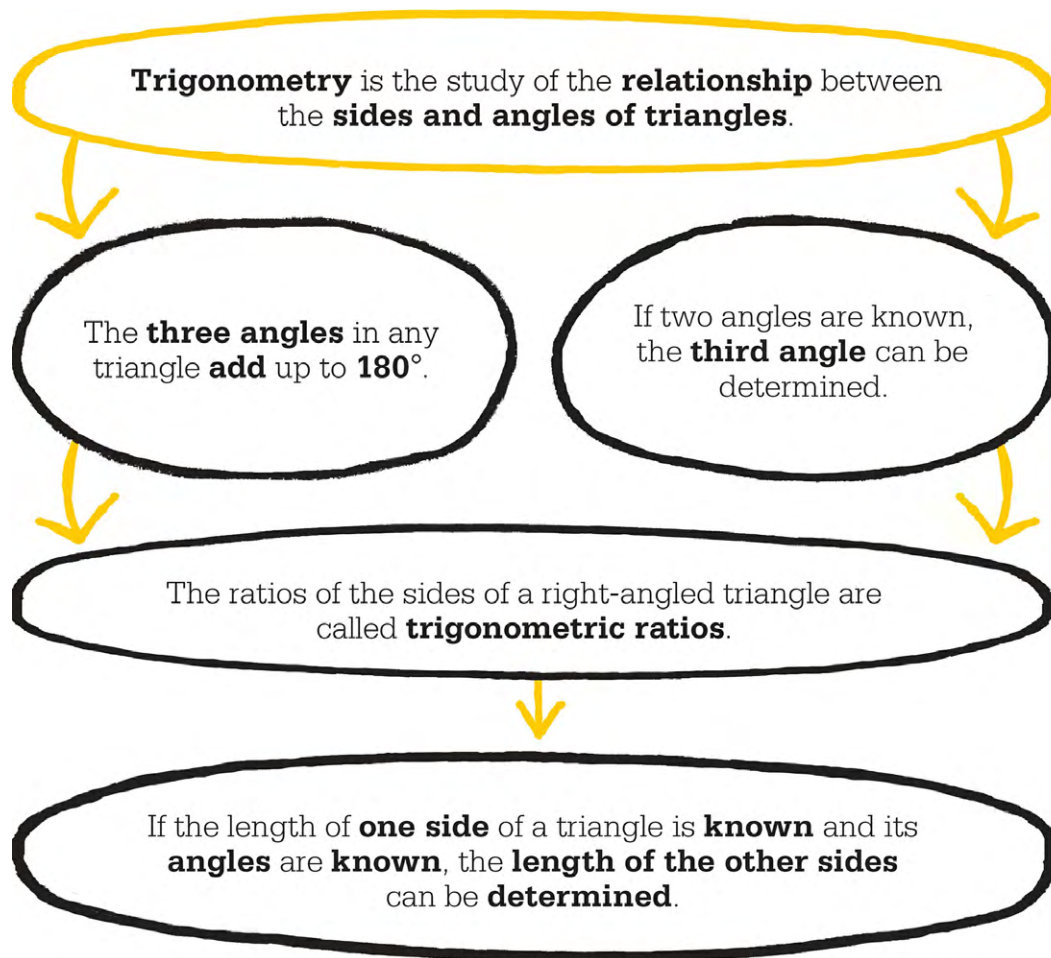 Trigonometry is the study of the relationship between
the sides and angles of triangles.
The three angles in any
triangle add up to 180°.
If two angles are known,
the third angle can be
determined.
The ratios of the sides of a right-angled triangle are
called trigonometric ratios.
If the length of one side of a triangle is known and its
angles are known, the length of the other sides
can be determined.